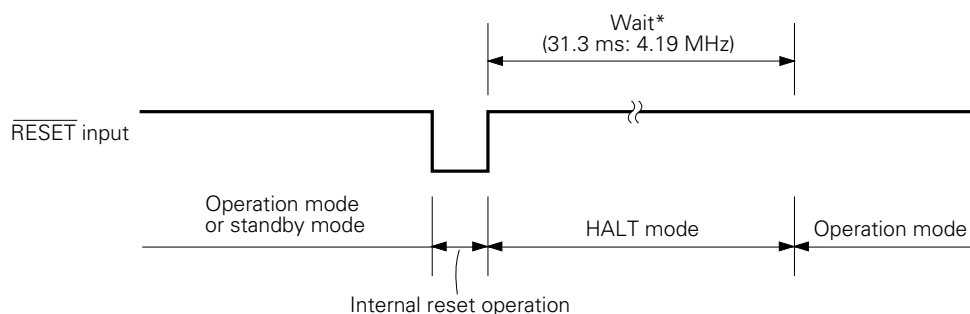 Wait*
(31.3 ms: 4.19 MHz)
RESET input
Operation mode
or standby mode
HALT mode
Operation mode
Internal reset operation